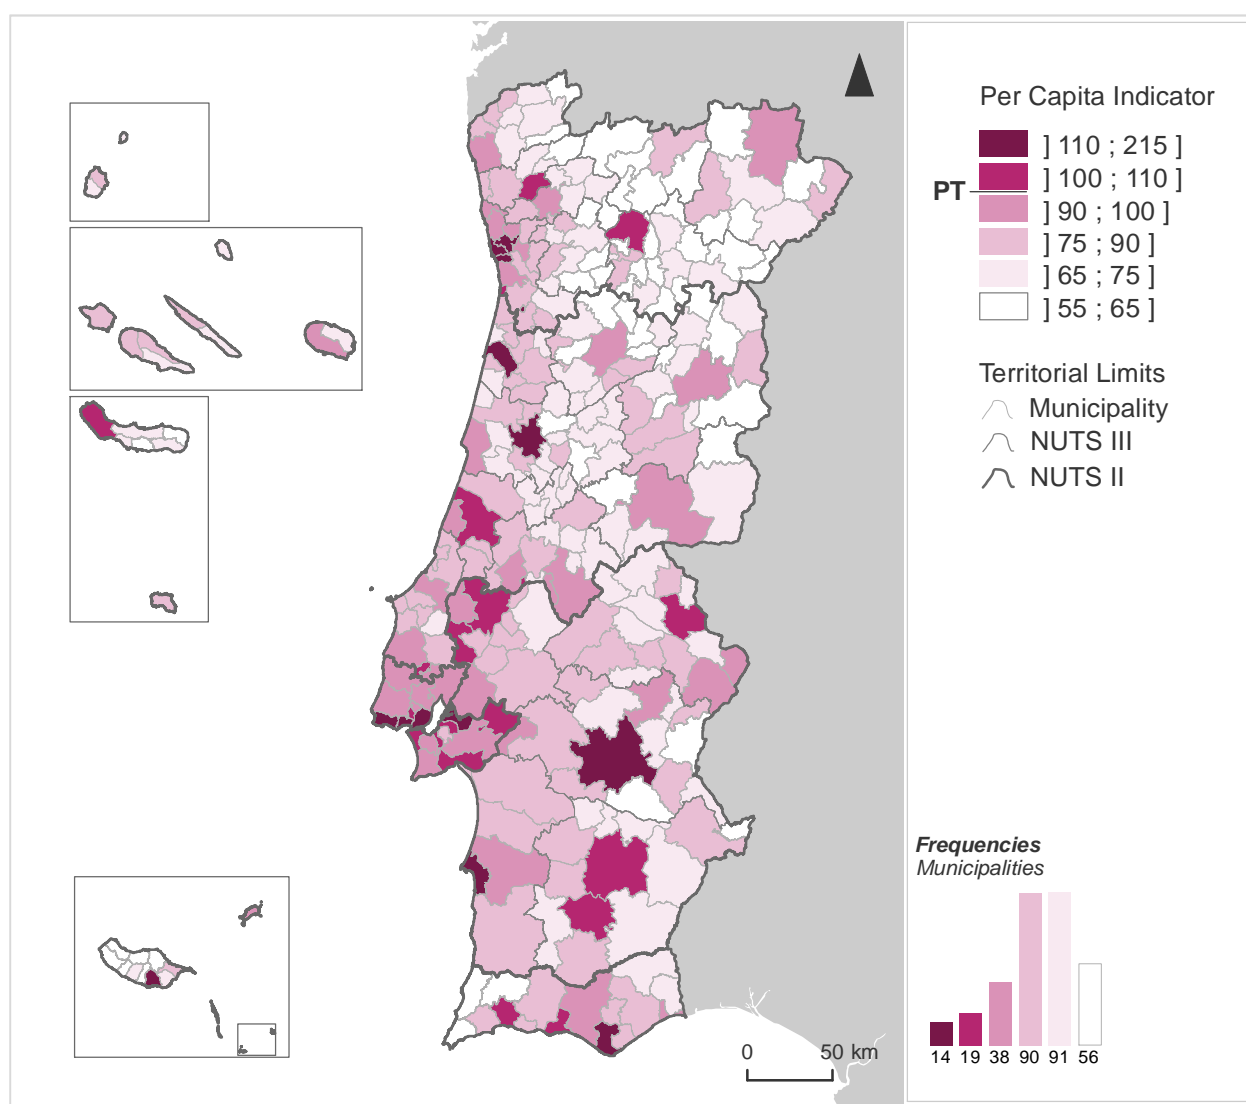 Per Capita Indicator
] 110 ; 215 ]
] 100 ; 110 ]
PT
] 90 ; 100 ]
] 75 ; 90 ]
] 65 ; 75 ]
] 55 ; 65 ]
Territorial Limits
Municipality
NUTS III
NUTS II
Frequencies
Municipalities
14 19 38 90 91 56
0 50 km